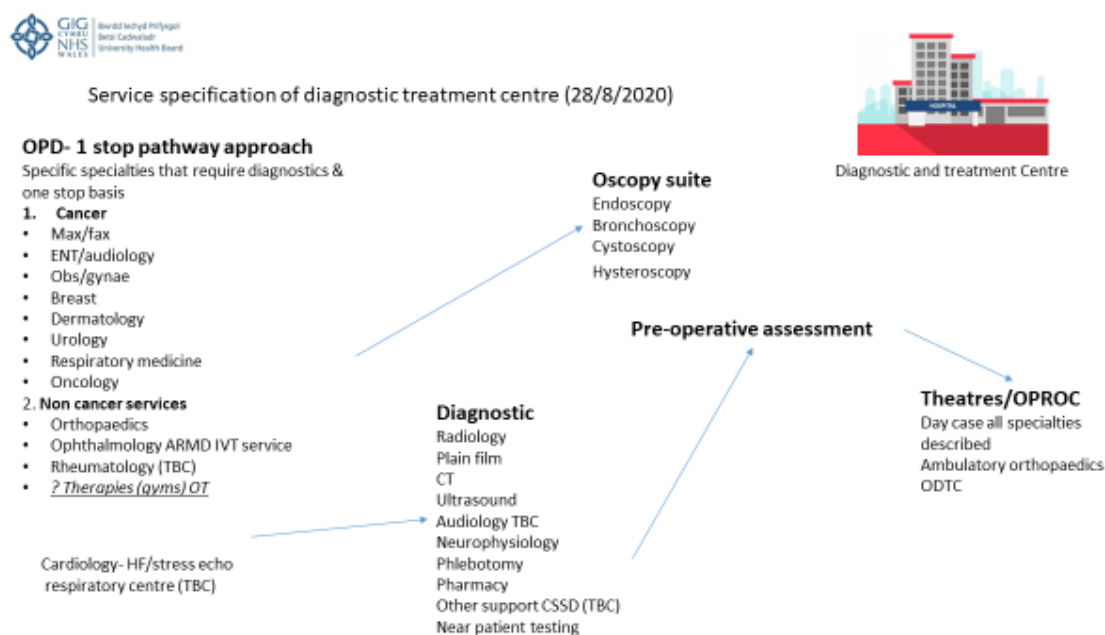 GIG
CYMRU
NHS
WALES
Bwrdd Iechyd Prifysgol
Betsi Cadwaladr
University Health Board
Service specification of diagnostic treatment centre (28/8/2020)
HOSPITAL
Diagnostic and treatment Centre
OPD- 1 stop pathway approach
Specific specialties that require diagnostics &
one stop basis
1. Cancer
• Max/fax
• ENT/audiology
• Obs/gynae
• Breast
• Dermatology
• Urology
• Respiratory medicine
• Oncology
2. Non cancer services
• Orthopaedics
• Ophthalmology ARMD IVT service
• Rheumatology (TBC)
• ? Therapies (gyms) OT
Cardiology- HF/stress echo
respiratory centre (TBC)
Oscopy suite
Endoscopy
Bronchoscopy
Cystoscopy
Hysteroscopy
Diagnostic
Radiology
Plain film
CT
Ultrasound
Audiology TBC
Neurophysiology
Phlebotomy
Pharmacy
Other support CSSD (TBC)
Near patient testing
Pre-operative assessment
Theatres/OPROC
Day case all specialties
described
Ambulatory orthopaedics
ODTC